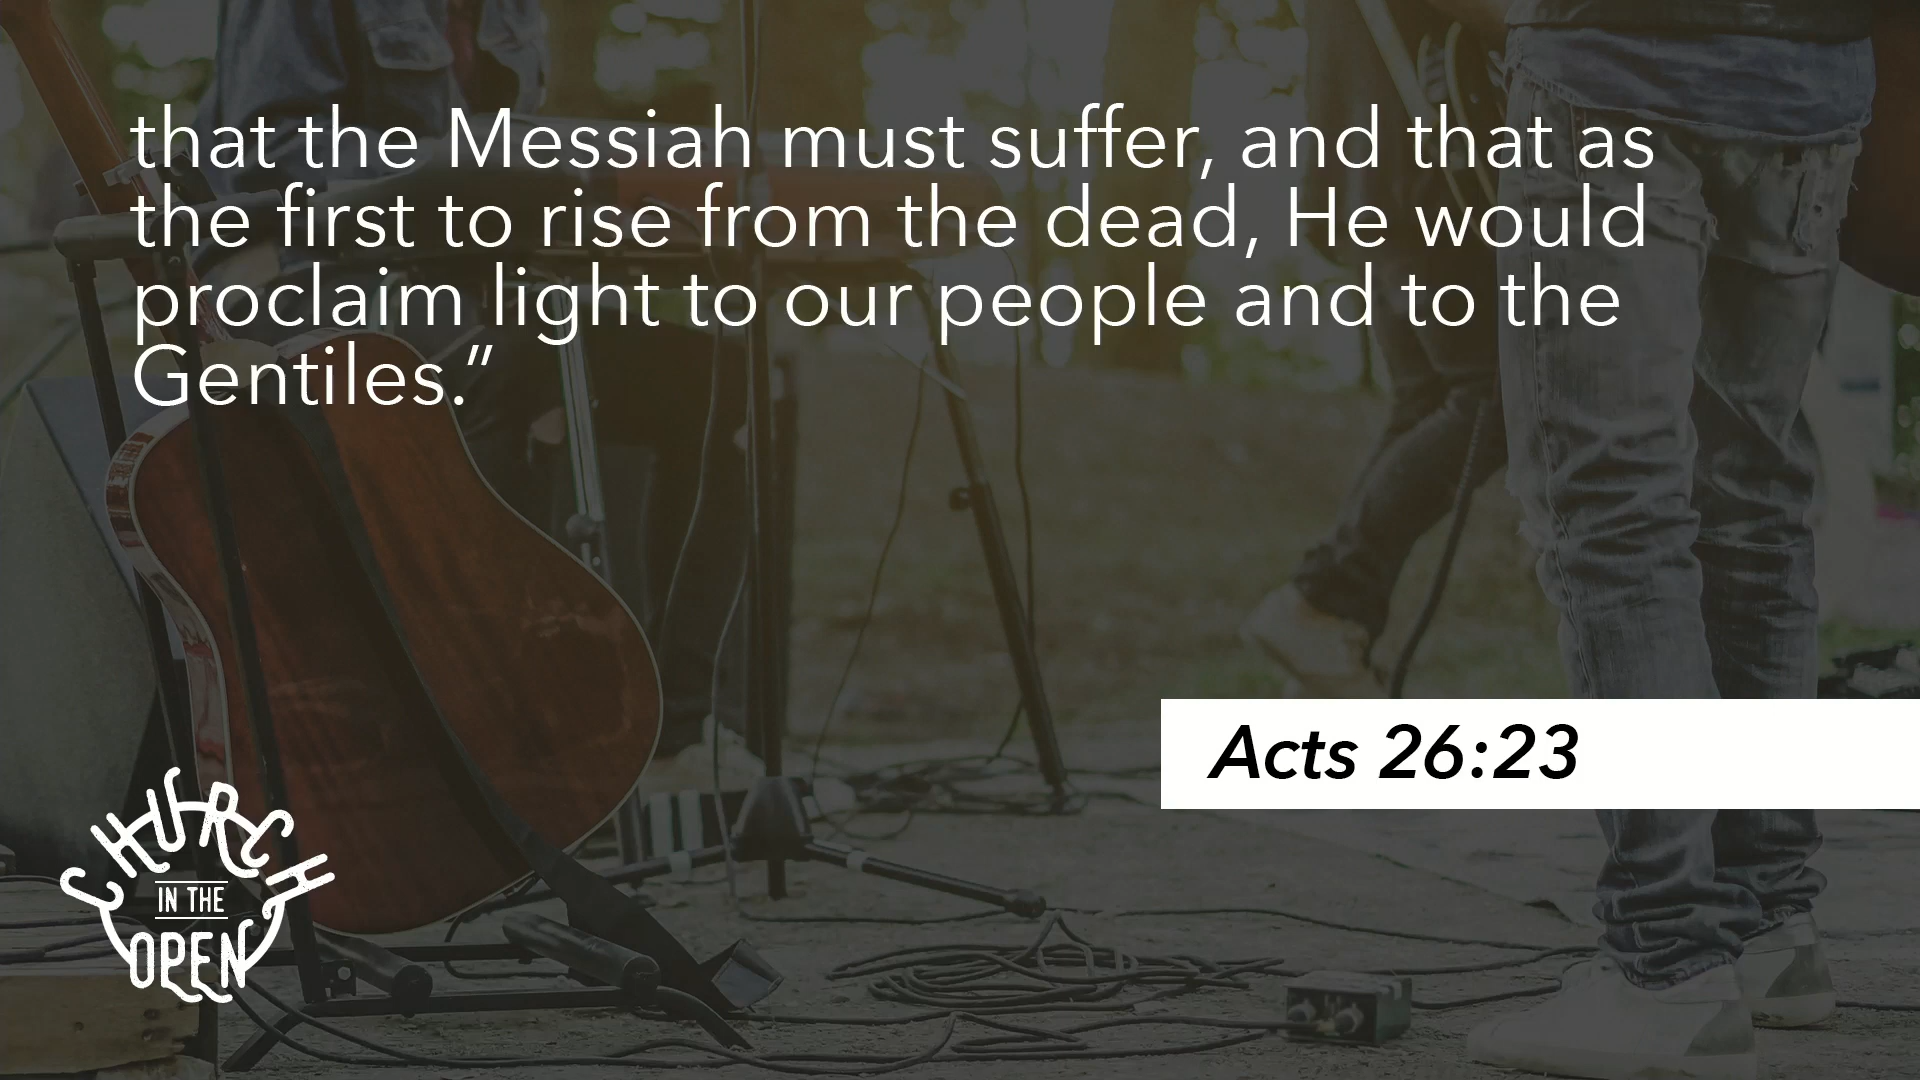 that the Messiah must suffer, and that as
the first to rise from the dead, He would
proclaim light to our people and to the
Gentiles.”
Acts 26:23
CHURCH
IN THE
OPEN